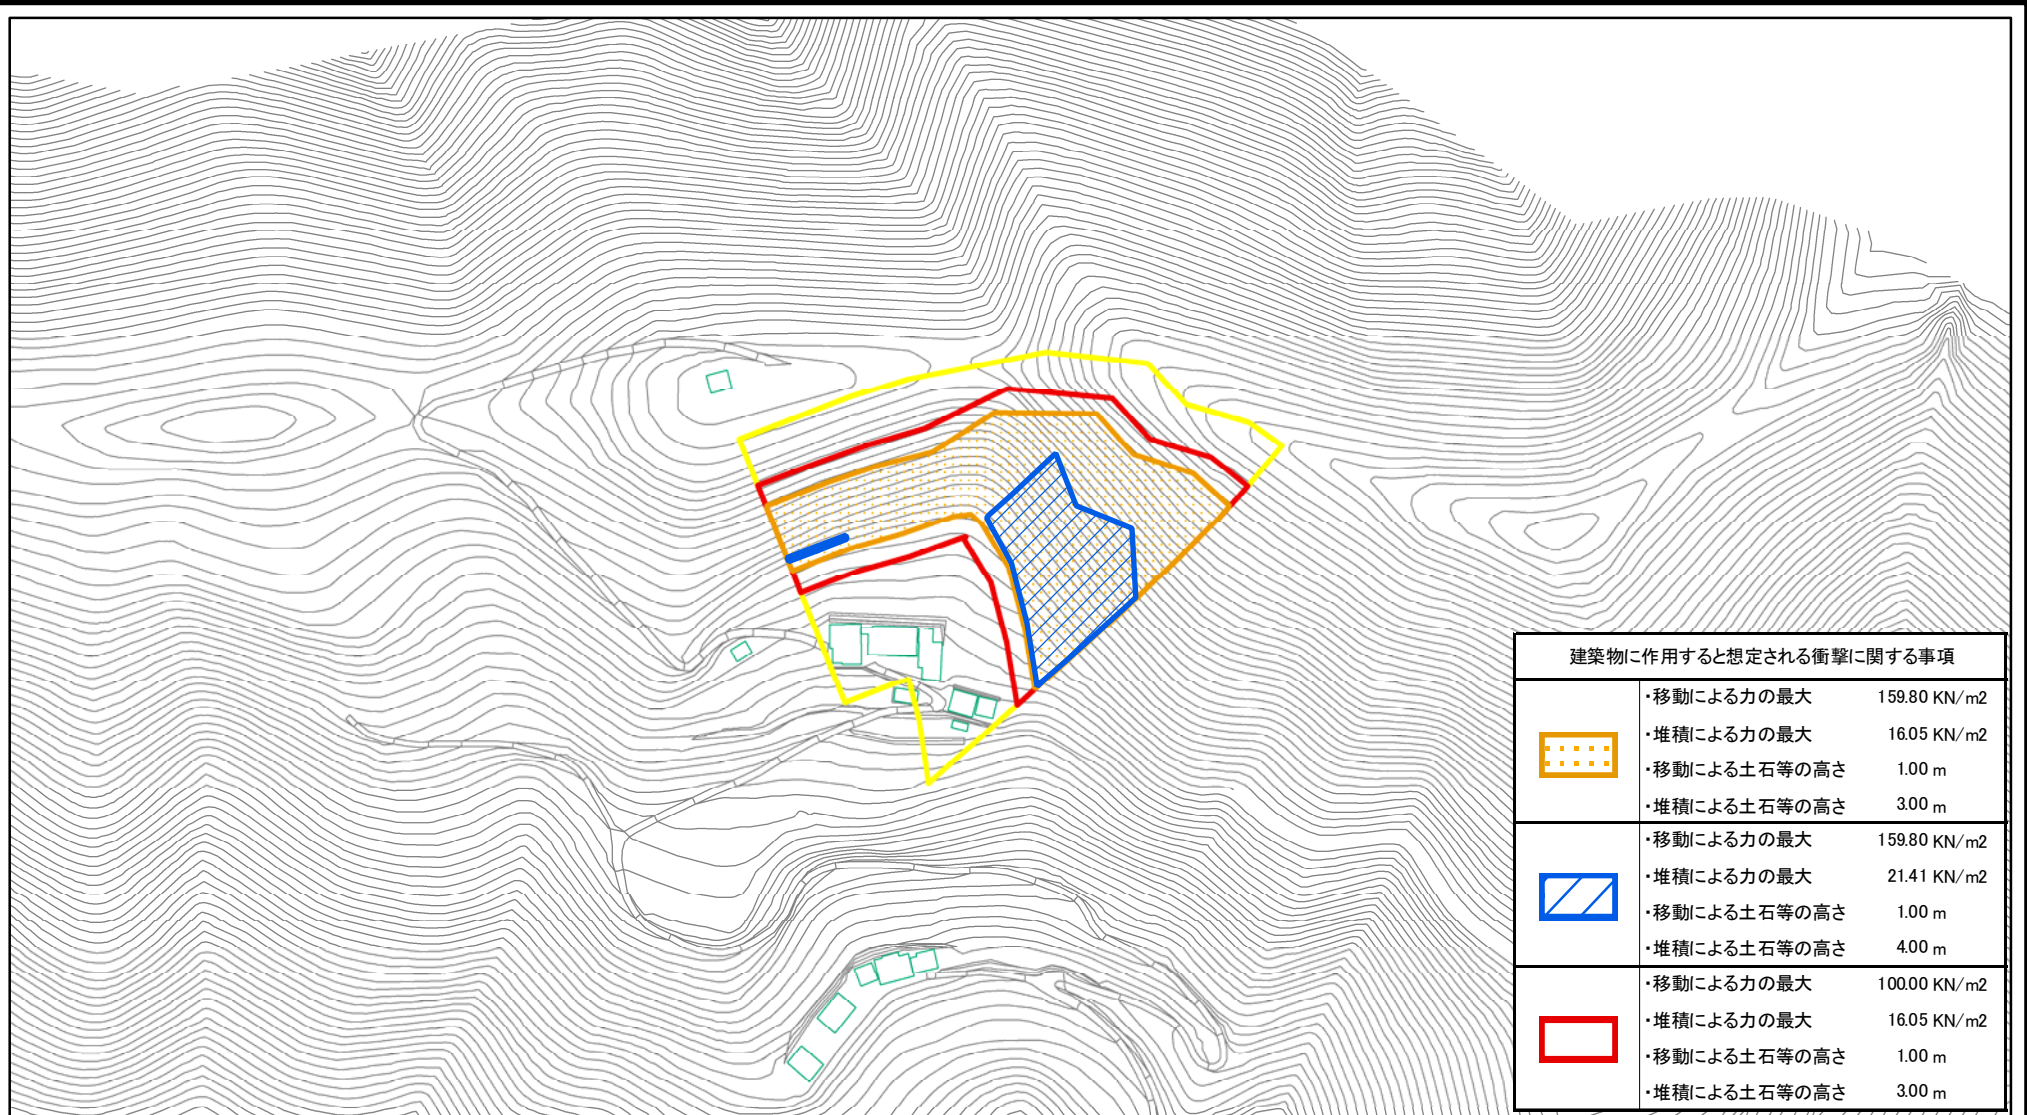 建築物に作用すると想定される衝撃に関する事項
・移動による力の最大 159.80 KN/m2
・堆積による力の最大 16.05 KN/m2
・移動による土石等の高さ 1.00 m
・堆積による土石等の高さ 3.00 m
・移動による力の最大 159.80 KN/m2
・堆積による力の最大 21.41 KN/m2
・移動による土石等の高さ 1.00 m
・堆積による土石等の高さ 4.00 m
・移動による力の最大 100.00 KN/m2
・堆積による力の最大 16.05 KN/m2
・移動による土石等の高さ 1.00 m
・堆積による土石等の高さ 3.00 m